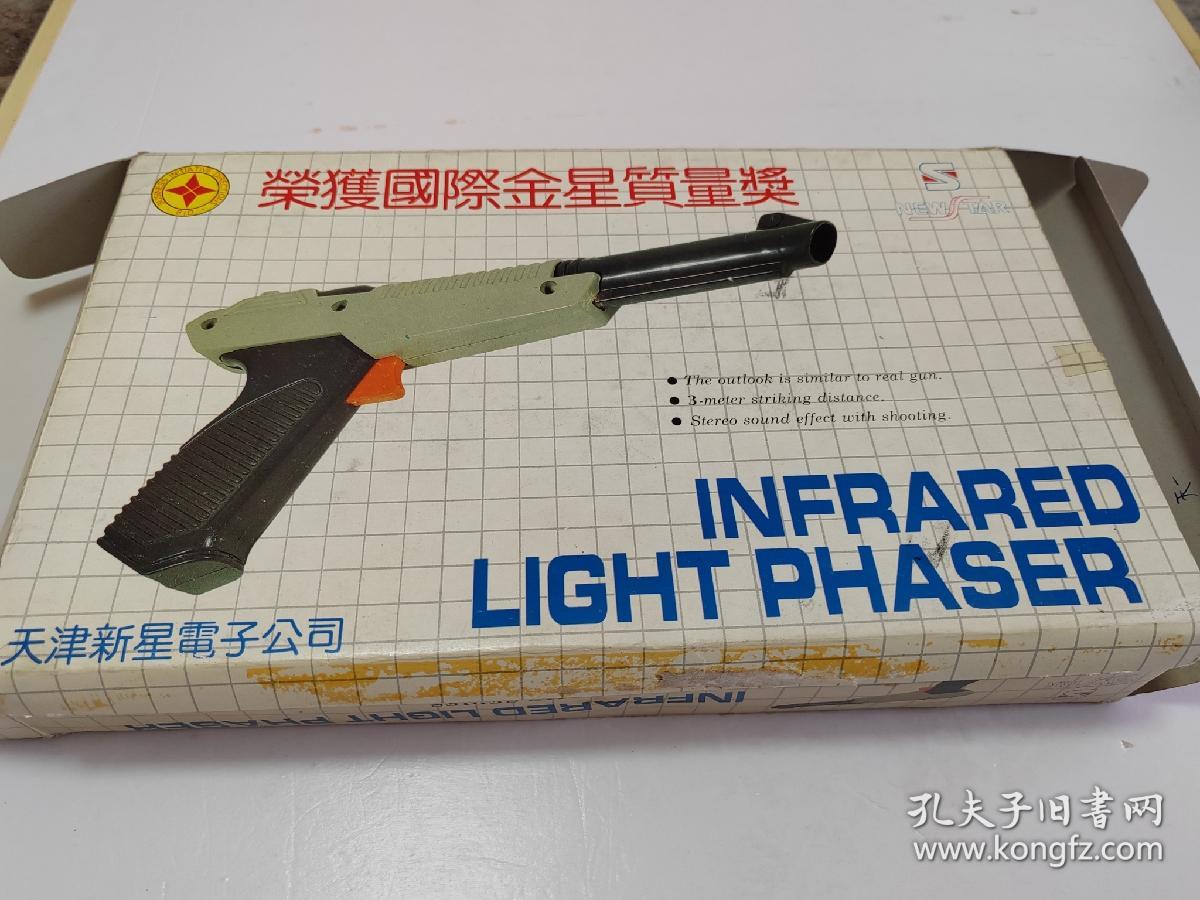 榮獲國際金星質量獎
S
NEWSTAR
The outlook is similar to real gun.
3-meter striking distance.
Stereo sound effect with shooting.
INFRARED
LIGHT PHASER
天津新星電子公司
INFRARED LIGHT PHASER
孔夫子旧書网
www.kongfz.com